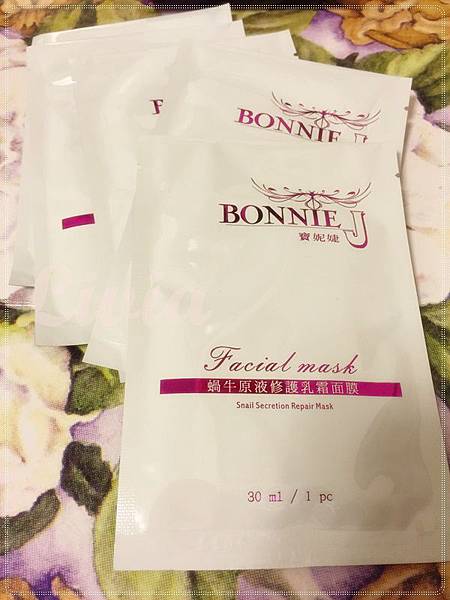 BONNIE J
BONNIE J
寶妮婕
Facial mask
蝸牛原液修護乳霜面膜
Snail Secretion Repair Mask
30 ml / 1 pc